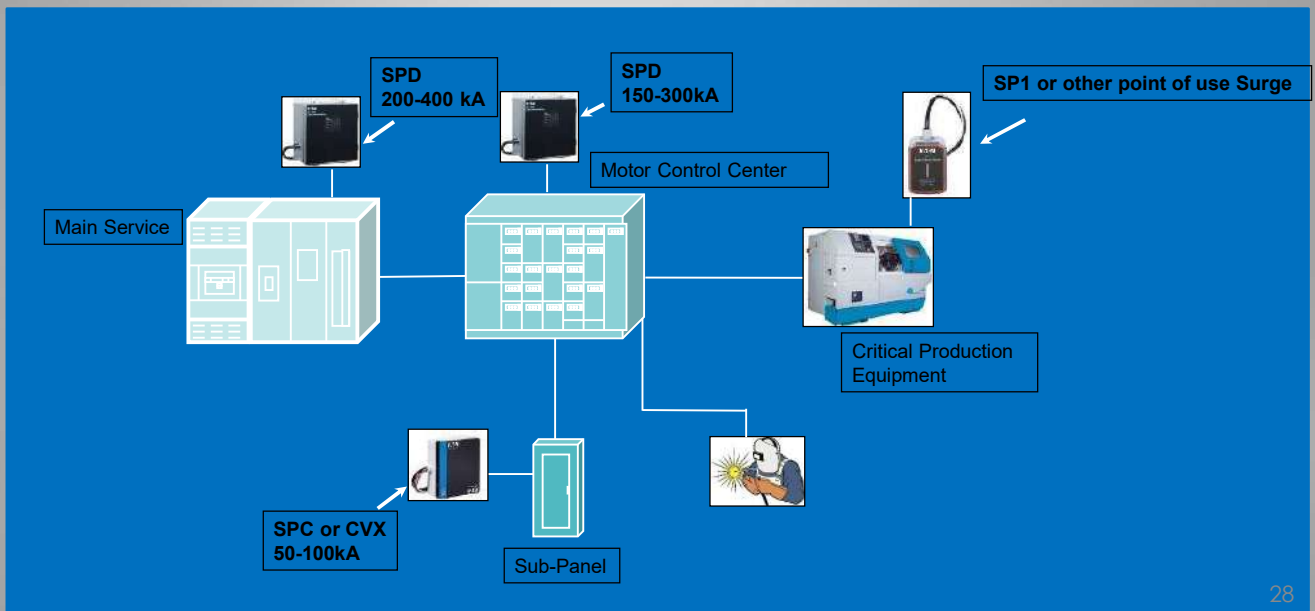 SPD
200-400 kA
SPD
150-300kA
SP1 or other point of use Surge
Motor Control Center
Main Service
Critical Production
Equipment
SPC or CVX
50-100kA
Sub-Panel
28